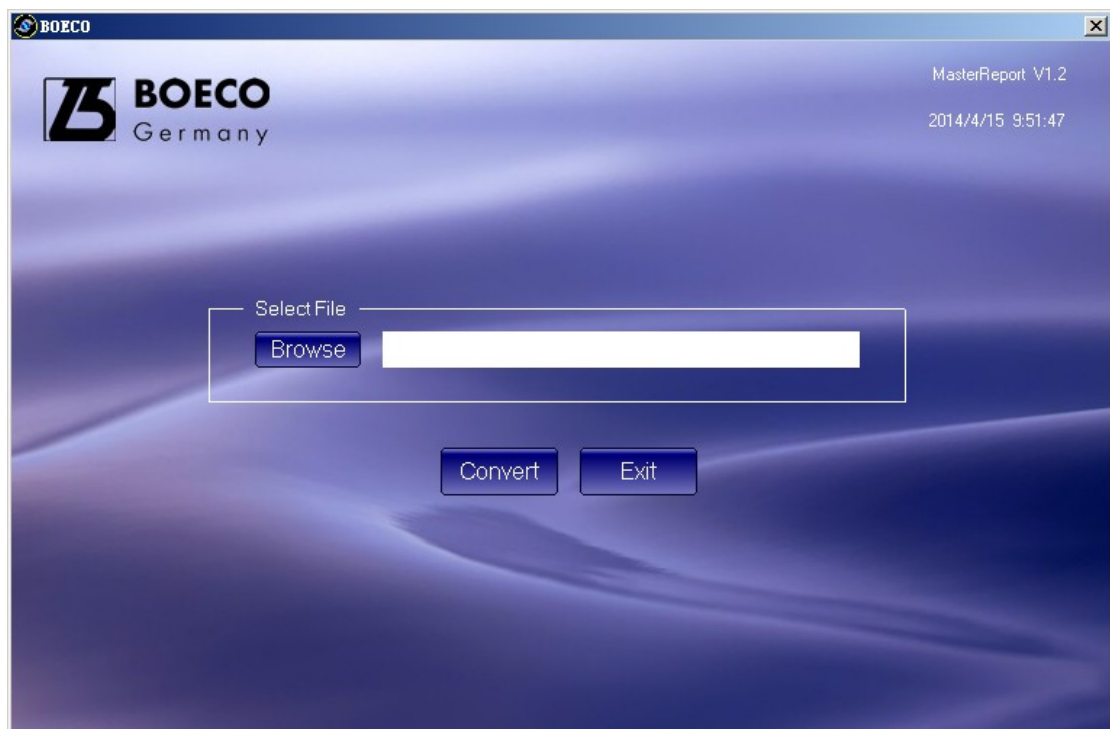 BOECO
BOECO
Germany
MasterReport V1.2
2014/4/15 9:51:47
Select File
Browse
Convert
Exit